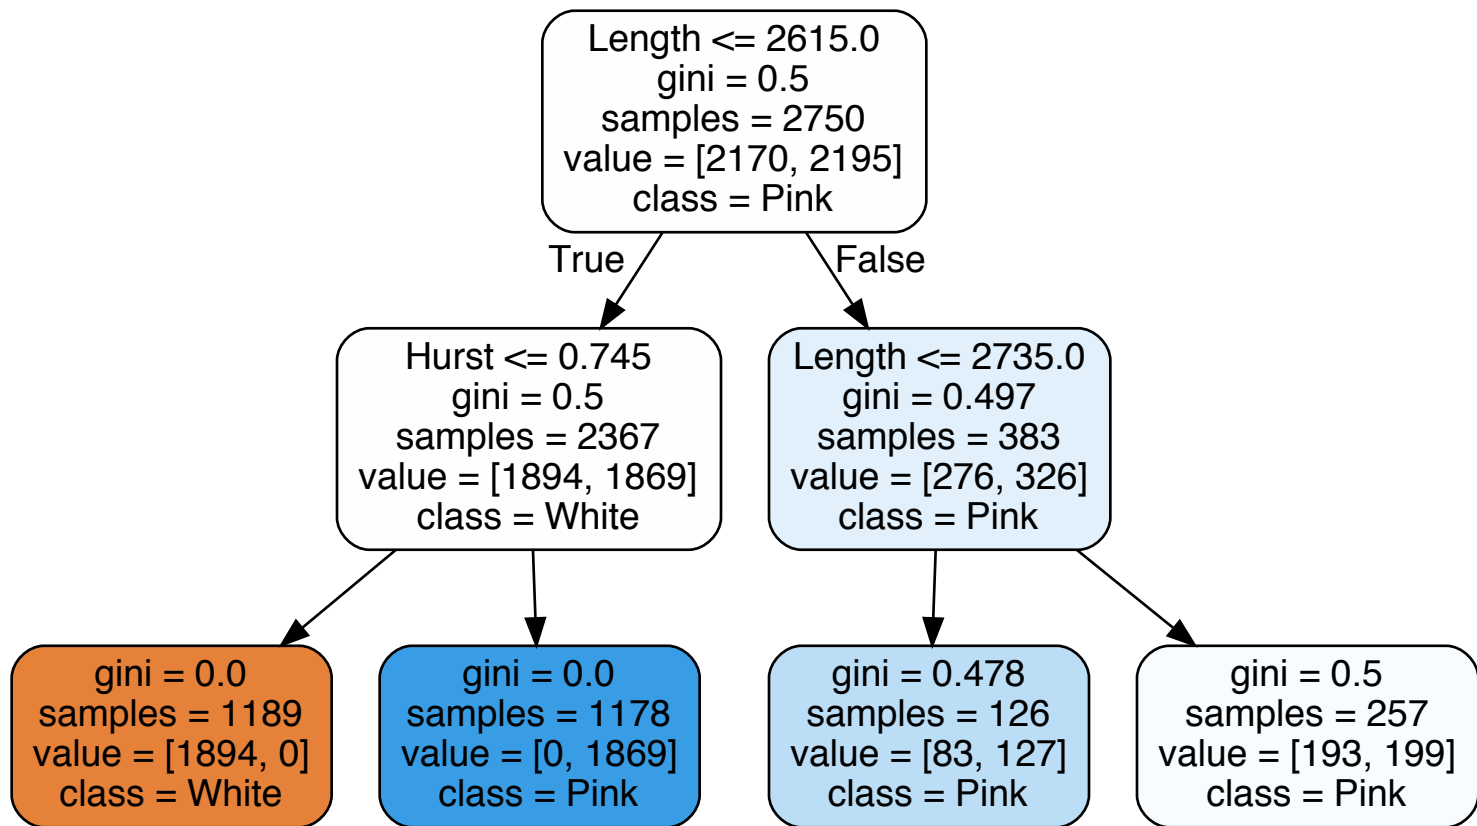 Length <= 2615.0
gini = 0.5
samples = 2750
value = [2170, 2195]
class = Pink
True
False
Hurst <= 0.745
gini = 0.5
samples = 2367
value = [1894, 1869]
class = White
Length <= 2735.0
gini = 0.497
samples = 383
value = [276, 326]
class = Pink
gini = 0.0
samples = 1189
value = [1894, 0]
class = White
gini = 0.0
samples = 1178
value = [0, 1869]
class = Pink
gini = 0.478
samples = 126
value = [83, 127]
class = Pink
gini = 0.5
samples = 257
value = [193, 199]
class = Pink